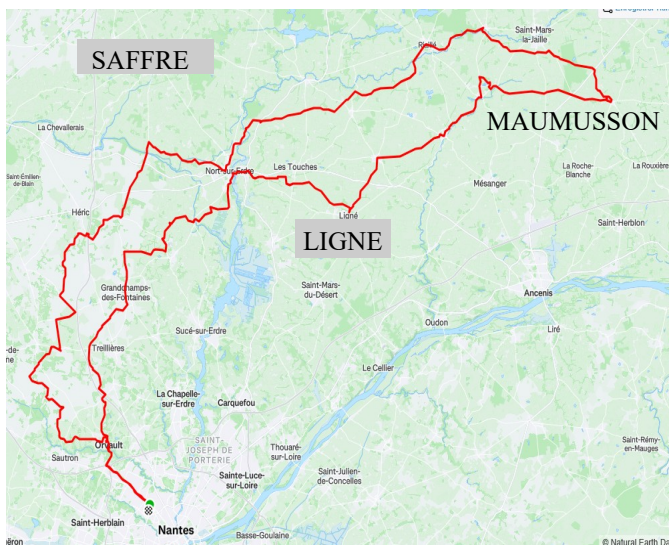 SAFFRE
Saint-Mars-
la-Jaille
Riaillé
MAUMUSSON
La Chevallerais
Saint-Émilien-
de-Blain
Nort-sur-Erdre
Les Touches
La Roche-
Blanche
La Rouxière
Mésanger
Héric
Ligné
LIGNE
Saint-Herblon
Grandchamps-
des-Fontaines
Saint-Mars-
du-Désert
Ancenis
Sucé-sur-Erdre
Oudon
Liré
Treillières
Le Cellier
La Chapelle-
sur-Erdre
Carquefou
Orvault
SAINT-
JOSEPH DE
PORTERIE
Thouaré-
sur-Loire
Saint-Rémy-
en-Mauges
Sautron
Sainte-Luce-
sur-Loire
Saint-Julien-
de-Concelles
Saint-Herblain
Nantes
Basse-Goulaine
© Natural Earth Da